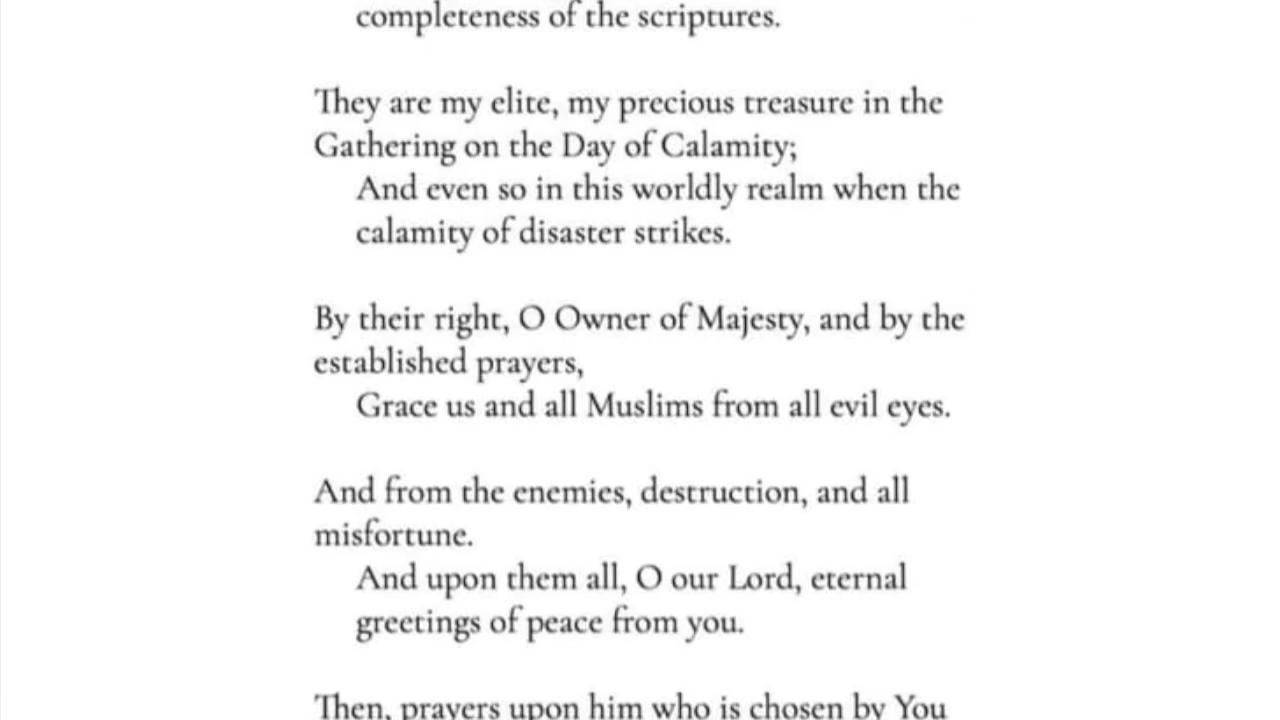 completeness of the scriptures.
They are my elite, my precious treasure in the
Gathering on the Day of Calamity;
And even so in this worldly realm when the
calamity of disaster strikes.
By their right, O Owner of Majesty, and by the
established prayers,
Grace us and all Muslims from all evil eyes.
And from the enemies, destruction, and all
misfortune.
And upon them all, O our Lord, eternal
greetings of peace from you.
Then, prayers upon him who is chosen by You